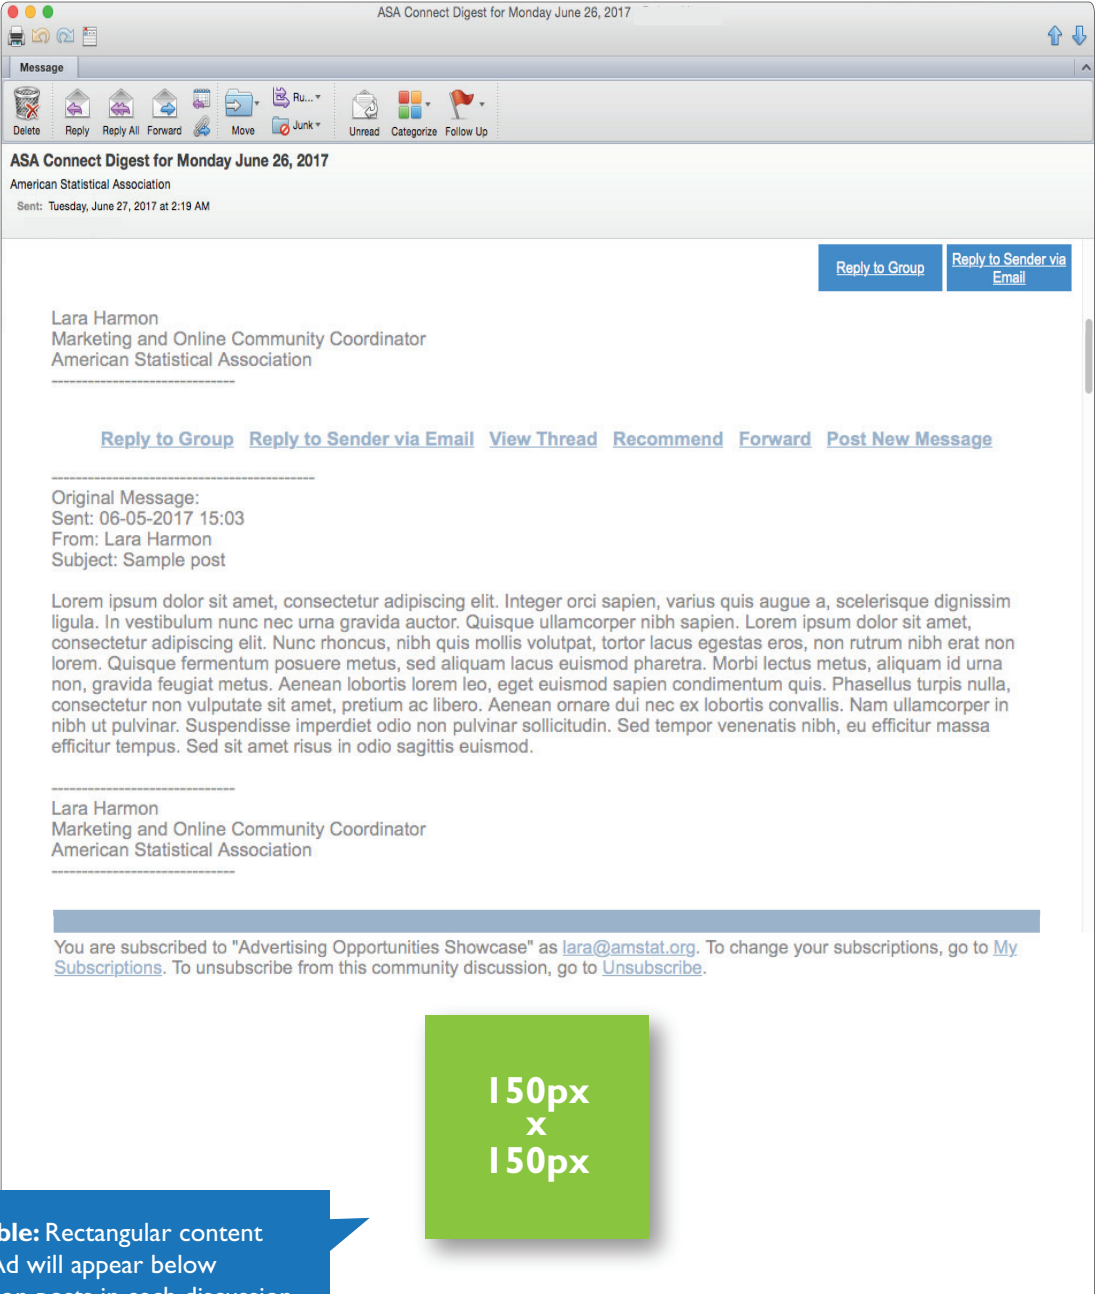 ASA Connect Digest for Monday June 26, 2017
Message
Delete
Reply
Reply All
Forward
Move
Ru...
Junk
Unread
Categorize
Follow Up
ASA Connect Digest for Monday June 26, 2017
American Statistical Association
Sent: Tuesday, June 27, 2017 at 2:19 AM
Reply to Group
Reply to Sender via
Email
Lara Harmon
Marketing and Online Community Coordinator
American Statistical Association
------------------------------
Reply to Group Reply to Sender via Email View Thread Recommend Forward Post New Message
-------------------------------------------
Original Message:
Sent: 06-05-2017 15:03
From: Lara Harmon
Subject: Sample post
Lorem ipsum dolor sit amet, consectetur adipiscing elit. Integer orci sapien, varius quis augue a, scelerisque dignissim
ligula. In vestibulum nunc nec urna gravida auctor. Quisque ullamcorper nibh sapien. Lorem ipsum dolor sit amet,
consectetur adipiscing elit. Nunc rhoncus, nibh quis mollis volutpat, tortor lacus egestas eros, non rutrum nibh erat non
lorem. Quisque fermentum posuere metus, sed aliquam lacus euismod pharetra. Morbi lectus metus, aliquam id urna
non, gravida feugiat metus. Aenean lobortis lorem leo, eget euismod sapien condimentum quis. Phasellus turpis nulla,
consectetur non vulputate sit amet, pretium ac libero. Aenean ornare dui nec ex lobortis convallis. Nam ullamcorper in
nibh ut pulvinar. Suspendisse imperdiet odio non pulvinar sollicitudin. Sed tempor venenatis nibh, eu efficitur massa
efficitur tempus. Sed sit amet risus in odio sagittis euismod.
------------------------------
Lara Harmon
Marketing and Online Community Coordinator
American Statistical Association
------------------------------
You are subscribed to "Advertising Opportunities Showcase" as lara@amstat.org. To change your subscriptions, go to My
Subscriptions. To unsubscribe from this community discussion, go to Unsubscribe.
150px
x
150px
ble: Rectangular content
Ad will appear below
on posts in each discussion